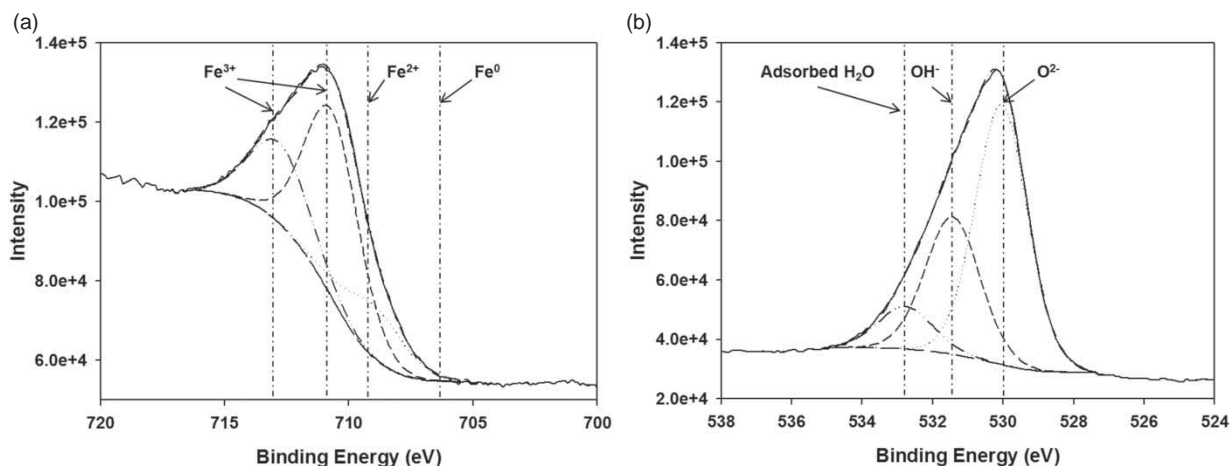 (a)
1.4e+5
1.2e+5
1.0e+5
8.0e+4
6.0e+4
Intensity
Fe³⁺
Fe²⁺
Fe⁰
720
710
700
Binding Energy (eV)
(b)
1.4e+5
1.2e+5
1.0e+5
8.0e+4
6.0e+4
4.0e+4
2.0e+4
Intensity
Adsorbed H₂O
OH⁻
O²⁻
538
536
534
532
530
528
526
524
Binding Energy (eV)